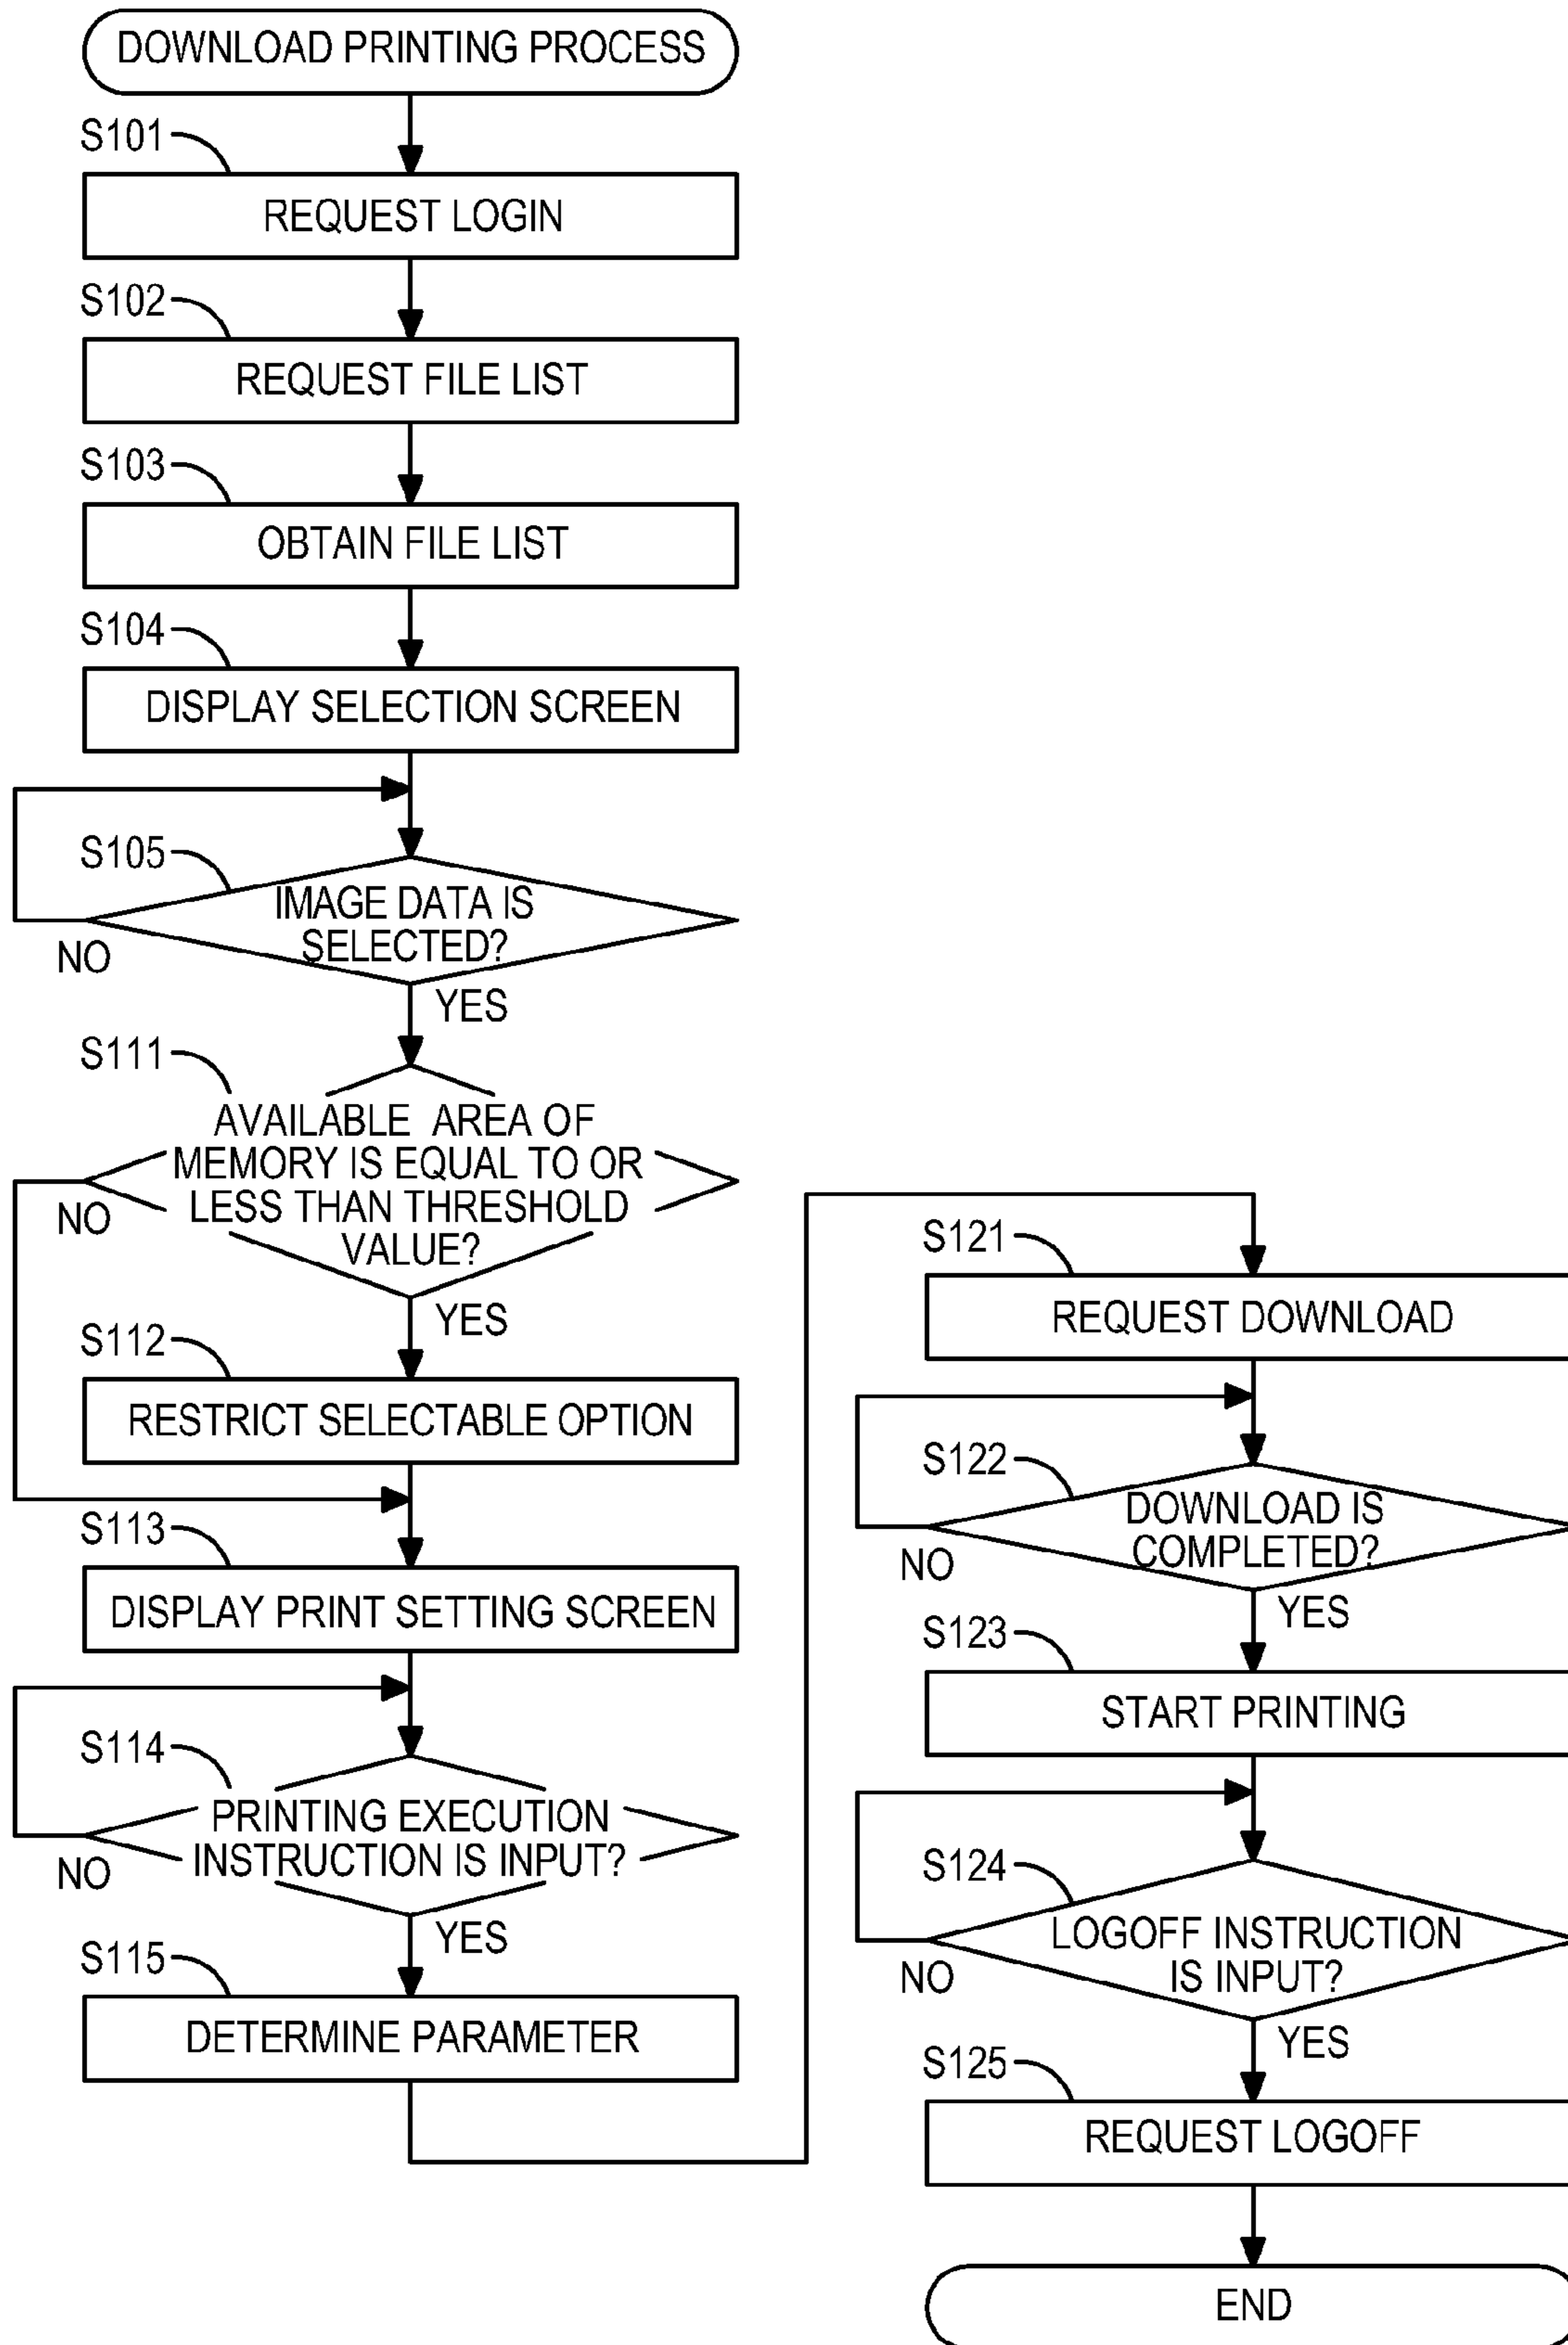 DOWNLOAD PRINTING PROCESS
S101
REQUEST LOGIN
S102
REQUEST FILE LIST
S103
OBTAIN FILE LIST
S104
DISPLAY SELECTION SCREEN
S105
IMAGE DATA IS
SELECTED?
NO
YES
S111
AVAILABLE AREA OF
MEMORY IS EQUAL TO OR
LESS THAN THRESHOLD
VALUE?
NO
YES
S112
RESTRICT SELECTABLE OPTION
S113
DISPLAY PRINT SETTING SCREEN
S114
PRINTING EXECUTION
INSTRUCTION IS INPUT?
NO
YES
S115
DETERMINE PARAMETER
S121
REQUEST DOWNLOAD
S122
DOWNLOAD IS
COMPLETED?
NO
YES
S123
START PRINTING
S124
LOGOFF INSTRUCTION
IS INPUT?
NO
YES
S125
REQUEST LOGOFF
END